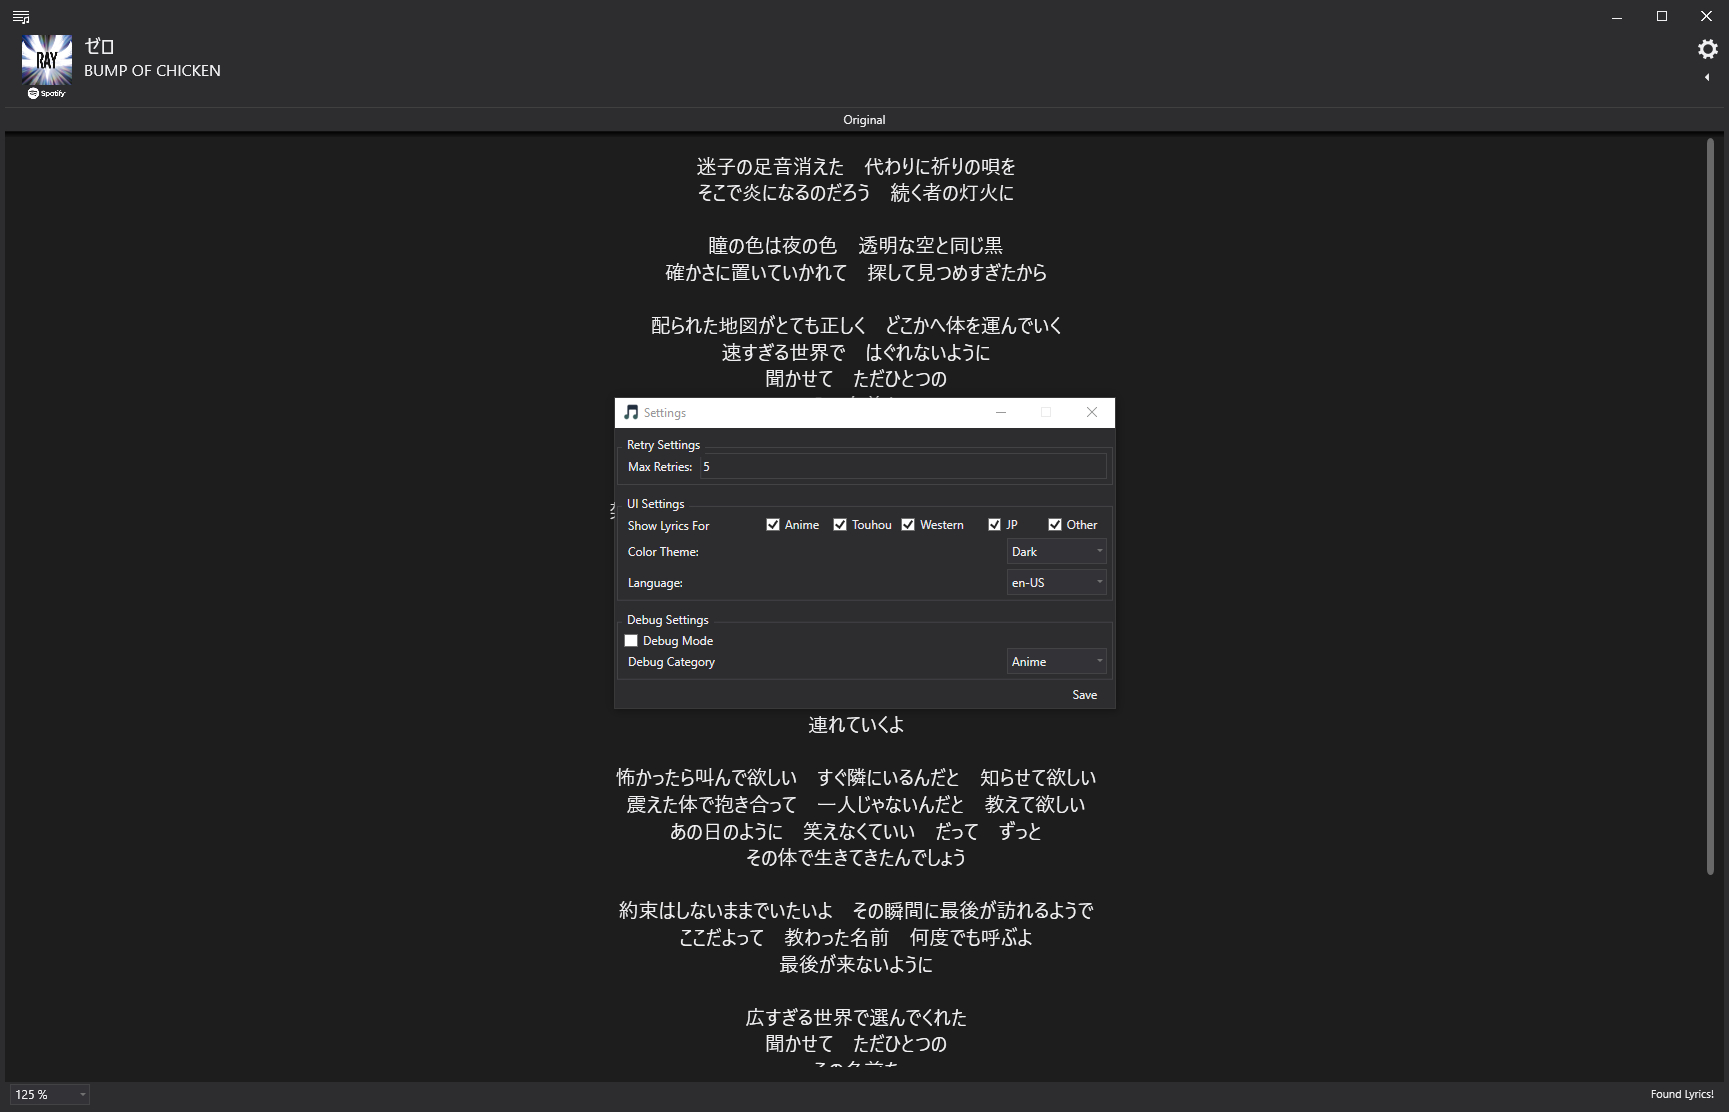 RAY
ゼロ
BUMP OF CHICKEN
Spotify
Original
迷子の足音消えた　代わりに祈りの唄を
そこで炎になるのだろう　続く者の灯火に
瞳の色は夜の色　透明な空と同じ黒
確かさに置いていかれて　探して見つめすぎたから
配られた地図がとても正しく　どこかへ体を運んでいく
速すぎる世界で　はぐれないように
聞かせて　ただひとつの
Settings
Retry Settings
Max Retries: 5
UI Settings
Show Lyrics For Anime Touhou Western JP Other
Color Theme: Dark
Language: en-US
Debug Settings
Debug Mode
Debug Category Anime
Save
連れていくよ
怖かったら叫んで欲しい　すぐ隣にいるんだと　知らせて欲しい
震えた体で抱き合って　一人じゃないんだと　教えて欲しい
あの日のように　笑えなくていい　だって　ずっと
その体で生きてきたんでしょう
約束はしないままでいたいよ　その瞬間に最後が訪れるようで
ここだよって　教わった名前　何度でも呼ぶよ
最後が来ないように
広すぎる世界で選んでくれた
聞かせて　ただひとつの
その名前を
125 %
Found Lyrics!